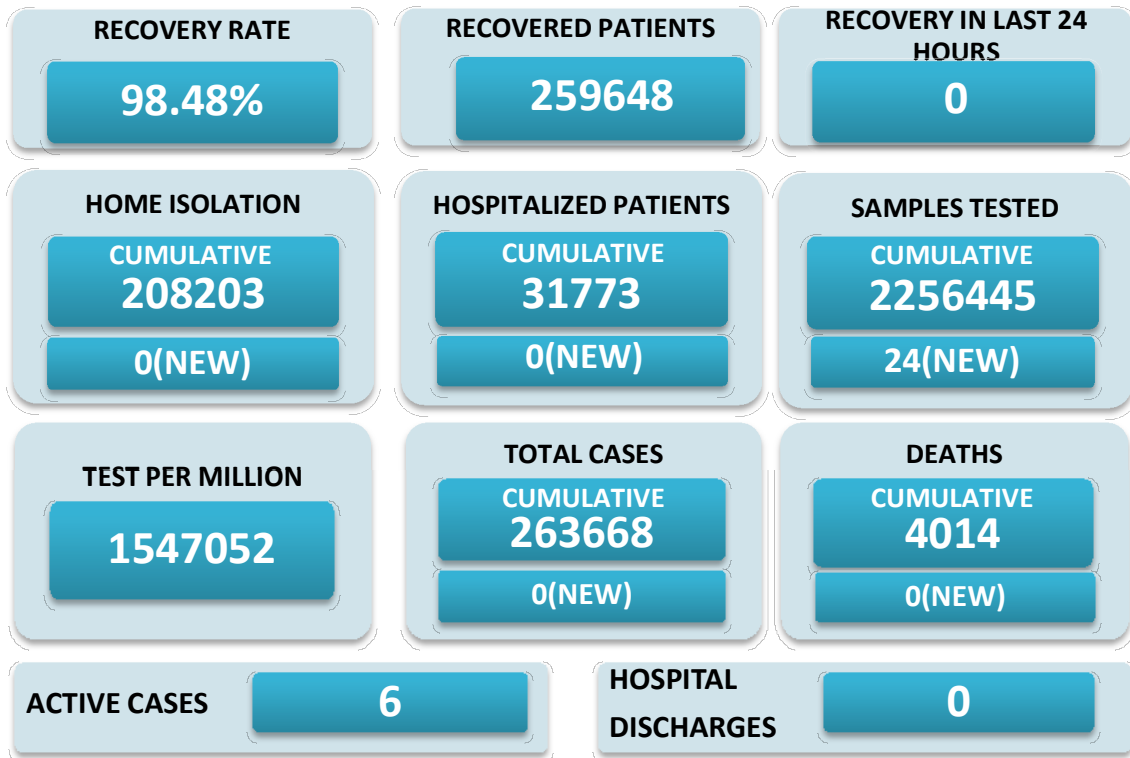 RECOVERY RATE
98.48%
RECOVERED PATIENTS
259648
RECOVERY IN LAST 24
HOURS
0
HOME ISOLATION
CUMULATIVE
208203
0(NEW)
HOSPITALIZED PATIENTS
CUMULATIVE
31773
0(NEW)
SAMPLES TESTED
CUMULATIVE
2256445
24(NEW)
TEST PER MILLION
1547052
TOTAL CASES
CUMULATIVE
263668
0(NEW)
DEATHS
CUMULATIVE
4014
0(NEW)
ACTIVE CASES
6
HOSPITAL
DISCHARGES
0